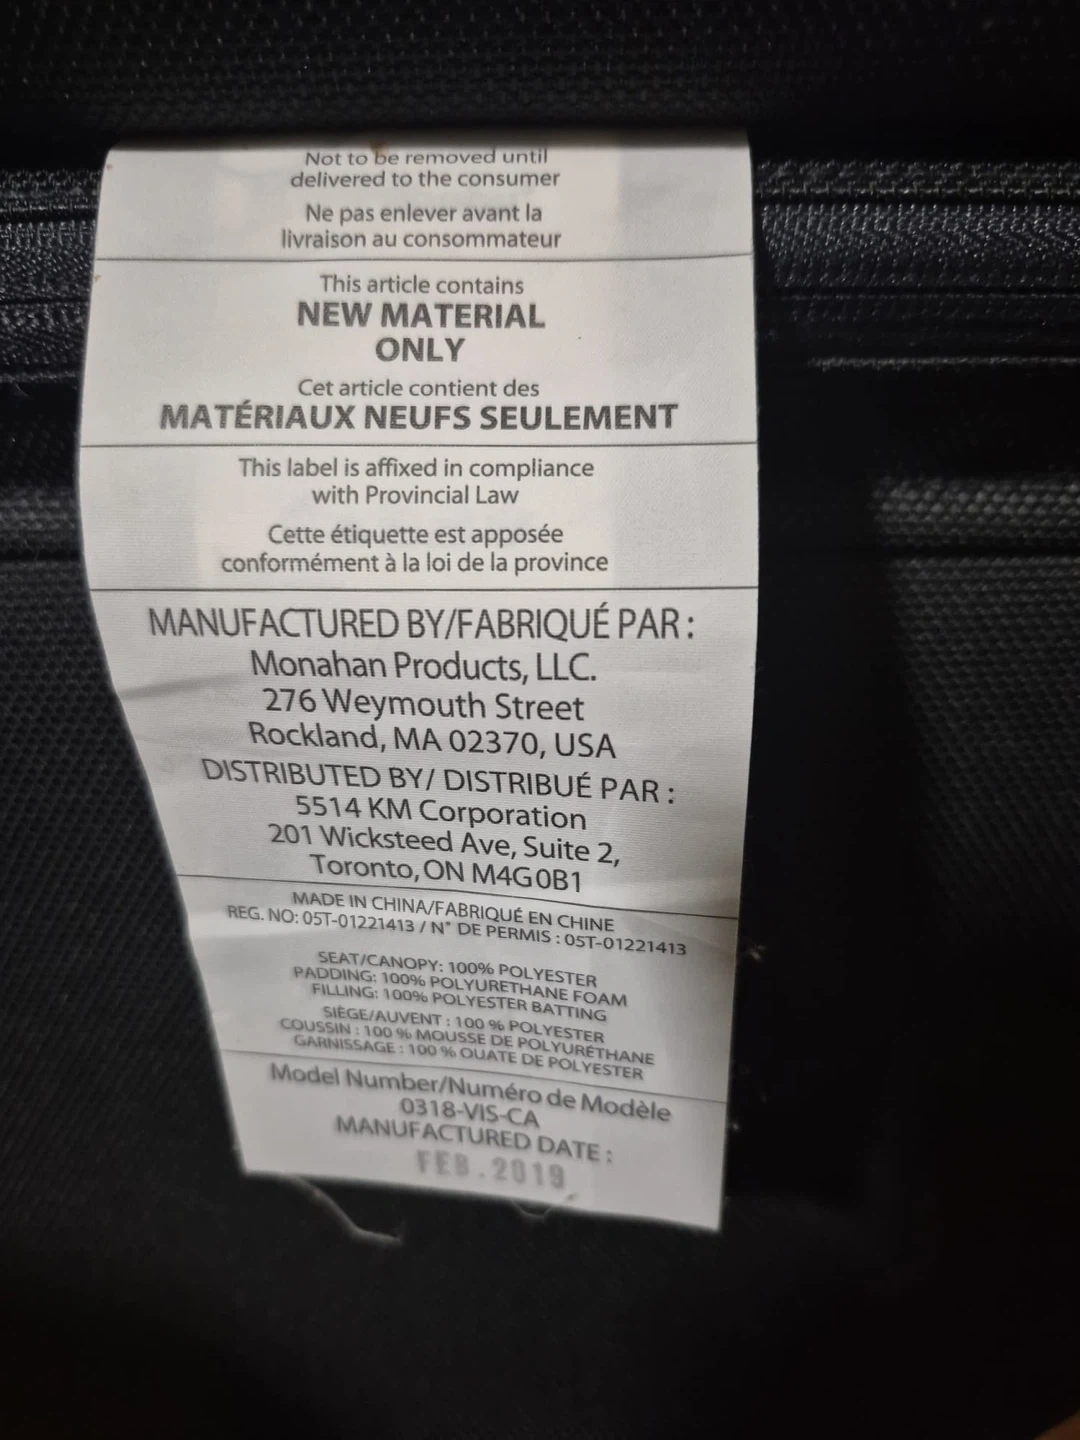 Not to be removed until
delivered to the consumer
Ne pas enlever avant la
livraison au consommateur
This article contains
NEW MATERIAL
ONLY
Cet article contient des
MATÉRIAUX NEUFS SEULEMENT
This label is affixed in compliance
with Provincial Law
Cette étiquette est apposée
conformément à la loi de la province
MANUFACTURED BY/FABRIQUÉ PAR :
Monahan Products, LLC.
276 Weymouth Street
Rockland, MA 02370, USA
DISTRIBUTED BY/ DISTRIBUÉ PAR :
5514 KM Corporation
201 Wicksteed Ave, Suite 2,
Toronto, ON M4G0B1
MADE IN CHINA/FABRIQUÉ EN CHINE
REG. NO: 05T-01221413 / N° DE PERMIS : 05T-01221413
SEAT/CANOPY: 100% POLYESTER
PADDING: 100% POLYURETHANE FOAM
FILLING: 100% POLYESTER BATTING
SIÈGE/AUVENT : 100 % POLYESTER
COUSSIN : 100 % MOUSSE DE POLYURÉTHANE
GARNISSAGE : 100 % OUATE DE POLYESTER
Model Number/Numéro de Modèle
0318-VIS-CA
MANUFACTURED DATE :
FEB . 2019